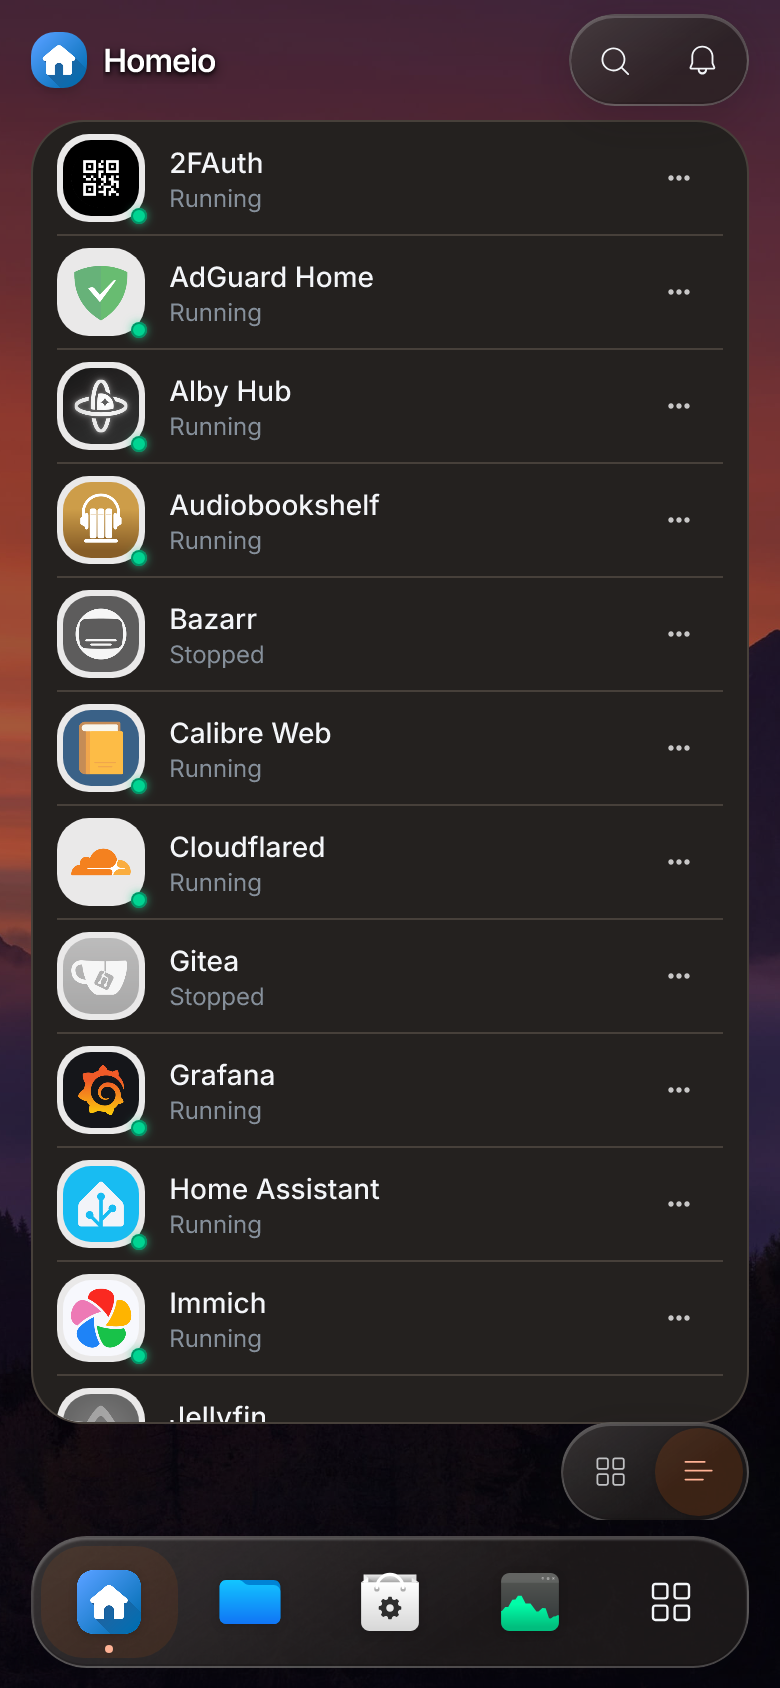 Homeio
2FAuth
Running
AdGuard Home
Running
Alby Hub
Running
Audiobookshelf
Running
Bazarr
Stopped
Calibre Web
Running
Cloudflared
Running
Gitea
Stopped
Grafana
Running
Home Assistant
Running
Immich
Running
Jellyfin